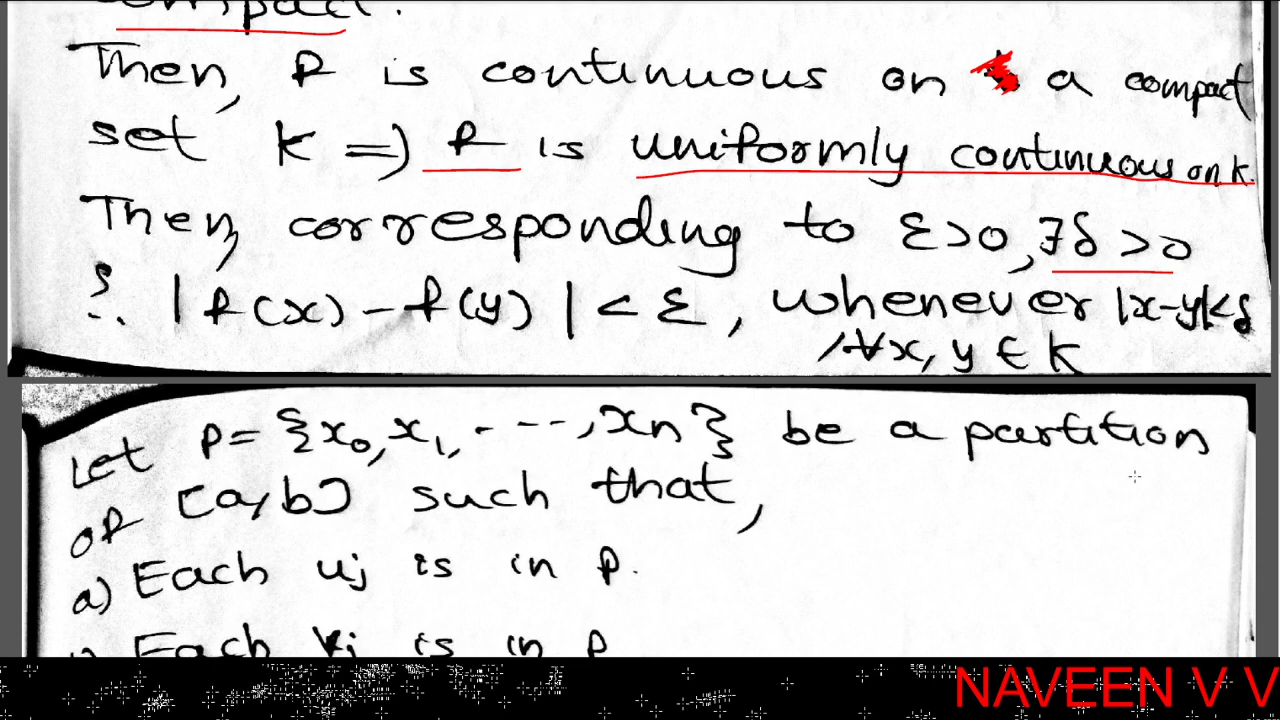 compact.
Then, f is continuous on a compact
set K => f is uniformly continuous on K.
Then, corresponding to ε>0, ∃δ>0
∋: |f(x)-f(y)|<ε, whenever |x-y|<δ
, ∀x, y ∈ K
Let P = {x₀, x₁, - - --, xn} be a partition
of [a,b] such that,
a) Each uj is in P.
Each vj is in P
NAVEEN V V